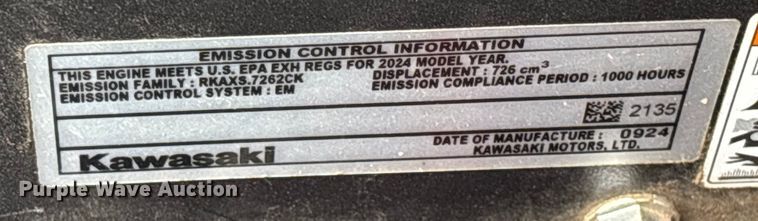 EMISSION CONTROL INFORMATION
THIS ENGINE MEETS U.S. EPA EXH REGS FOR 2024 MODEL YEAR.
EMISSION FAMILY : RKAXS.7262CK DISPLACEMENT : 726 cm³
EMISSION CONTROL SYSTEM : EM EMISSION COMPLIANCE PERIOD : 1000 HOURS
2135
DATE OF MANUFACTURE : 0924
Kawasaki KAWASAKI MOTORS, LTD.
Purple Wave Auction